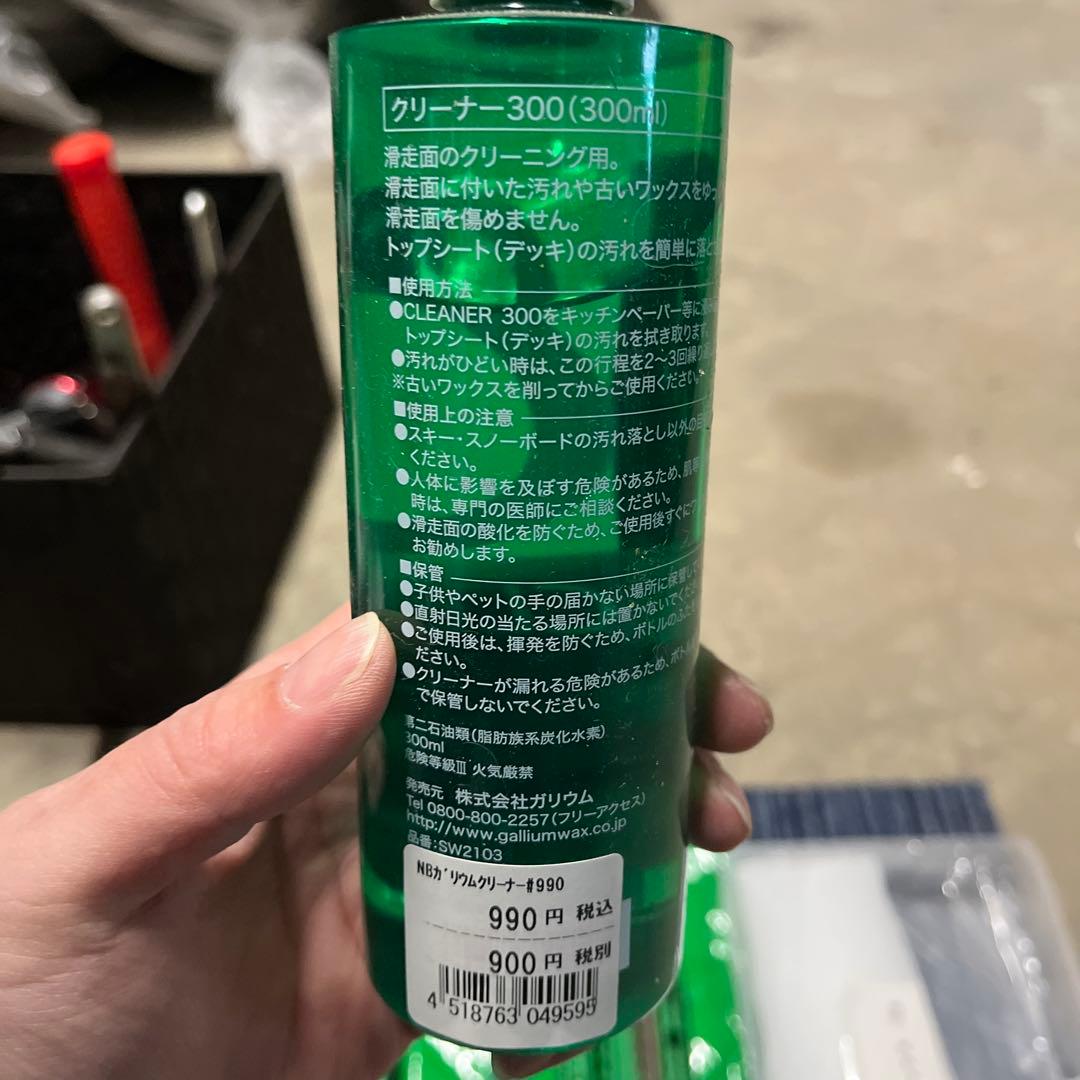 クリーナー300(300ml)
滑走面のクリーニング用。
滑走面に付いた汚れや古いワックスをゆっ
滑走面を傷めません。
トップシート(デッキ)の汚れを簡単に落と
■使用方法
●CLEANER 300をキッチンペーパー等に
トップシート(デッキ)の汚れを拭き取ります。
●汚れがひどい時は、この行程を2〜3回繰り
※古いワックスを削ってからご使用ください。
■使用上の注意
●スキー・スノーボードの汚れ落とし以外の目
ください。
●人体に影響を及ぼす危険があるため、肌
時は、専門の医師にご相談ください。
●滑走面の酸化を防ぐため、ご使用後すぐに
お勧めします。
■保管
●子供やペットの手の届かない場所に保管して
●直射日光の当たる場所には置かないでくだ
●ご使用後は、揮発を防ぐため、ボトルのふたを
ださい。
●クリーナーが漏れる危険があるため、ボトル
で保管しないでください。
第二石油類(脂肪族系炭化水素)
300ml
危険等級Ⅲ 火気厳禁
発売元 株式会社ガリウム
Tel 0800-800-2257(フリーアクセス)
http://www.galliumwax.co.jp
品番:SW2103
NBガリウムクリーナー#990
990円 税込
900円 税別
4 518763 049595